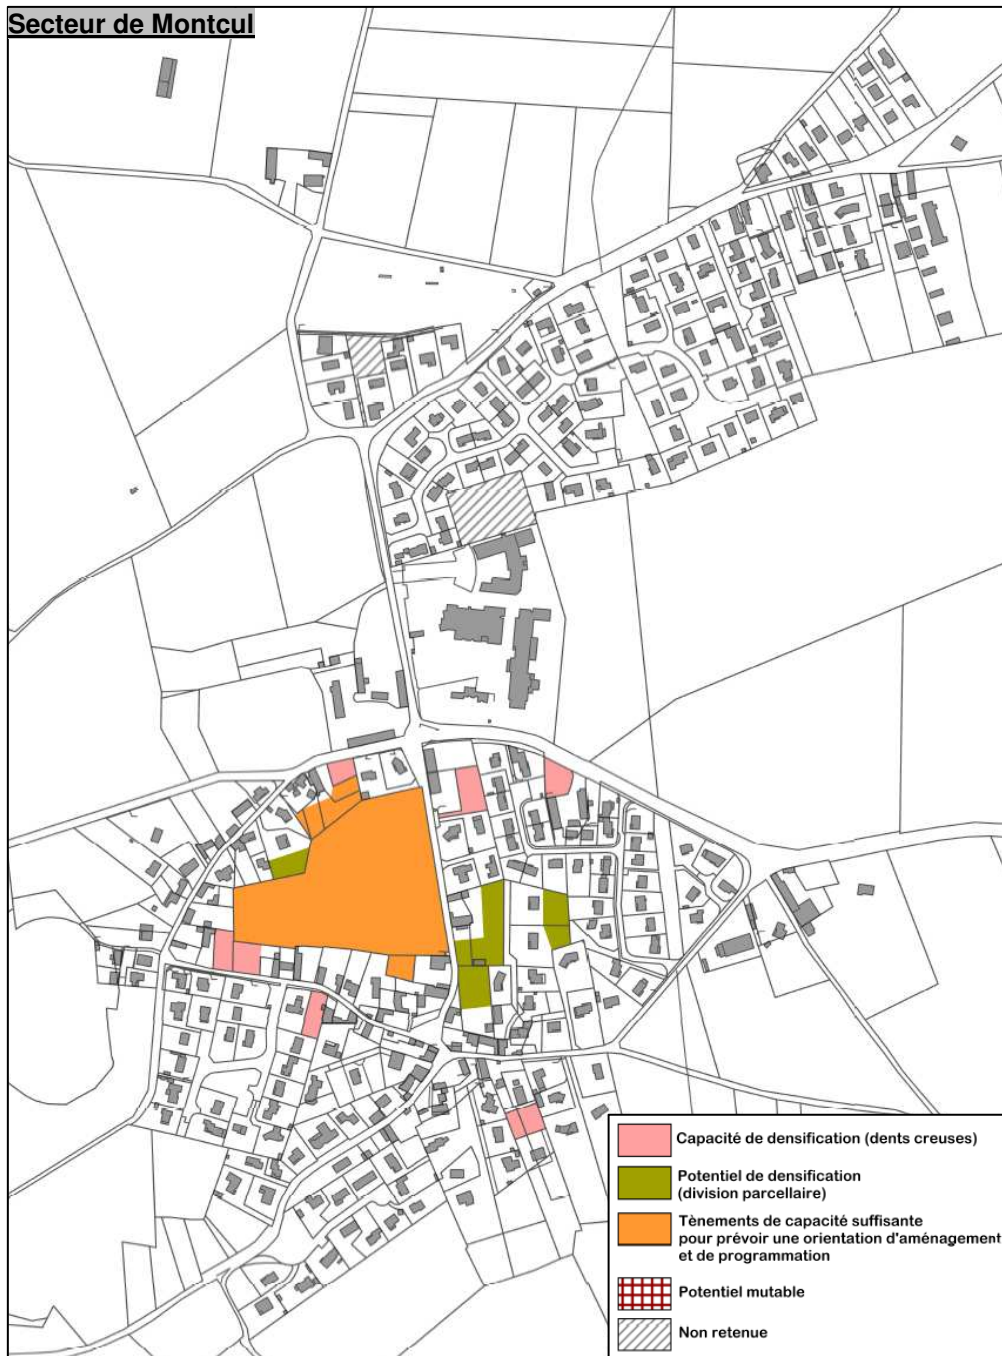 Secteur de Montcul
Capacité de densification (dents creuses)
Potentiel de densification
(division parcellaire)
Tènements de capacité suffisante
pour prévoir une orientation d'aménagement
et de programmation
Potentiel mutable
Non retenue